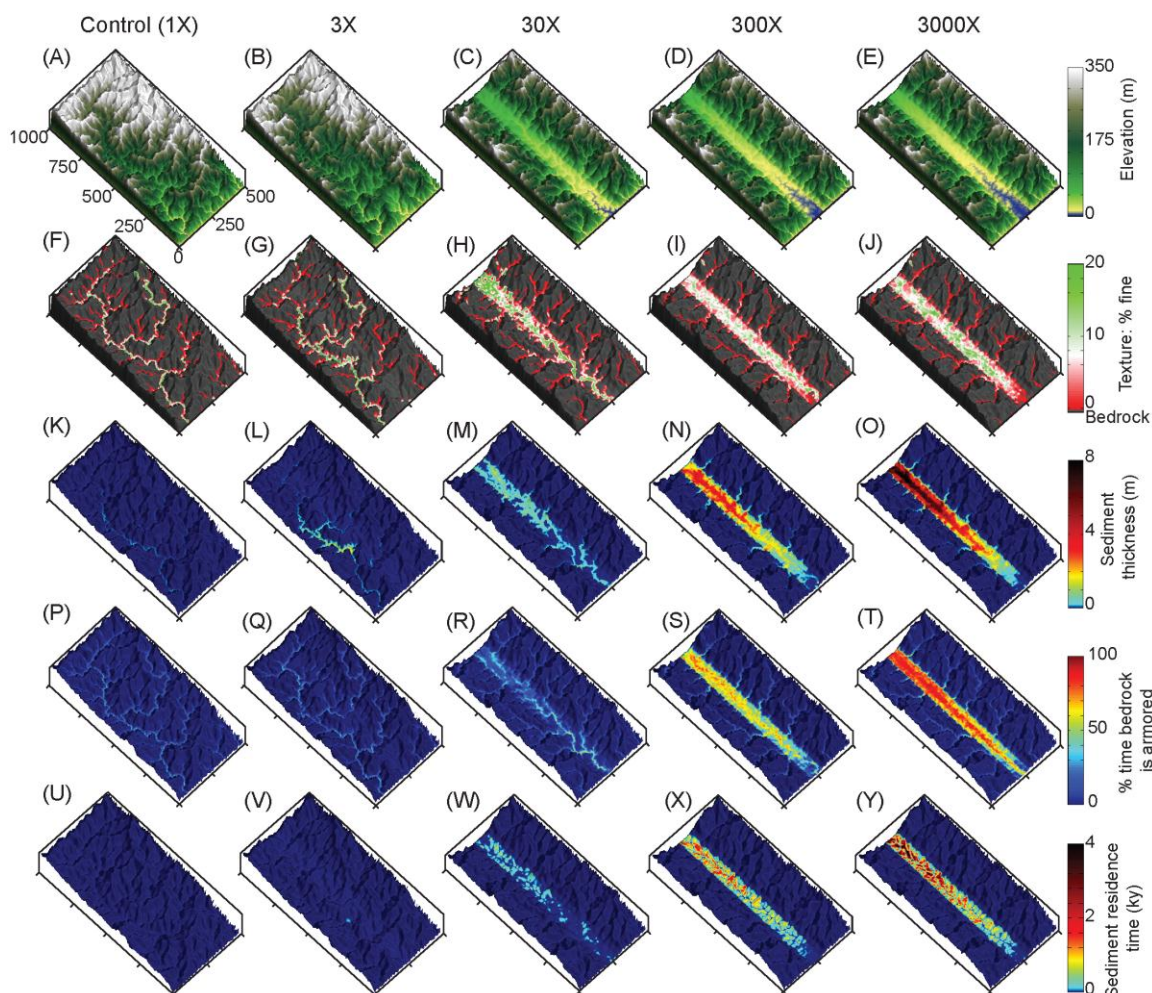 Control (1X) 3X 30X 300X 3000X
(A) (B) (C) (D) (E)
350
175
0
Elevation (m)
1000
750
500
250
0
250
500
(F) (G) (H) (I) (J)
20
10
0
Bedrock
Texture: % fine
(K) (L) (M) (N) (O)
8
4
0
Sediment
thickness (m)
(P) (Q) (R) (S) (T)
100
50
0
% time bedrock
is armored
(U) (V) (W) (X) (Y)
4
2
0
Sediment residence
time (ky)